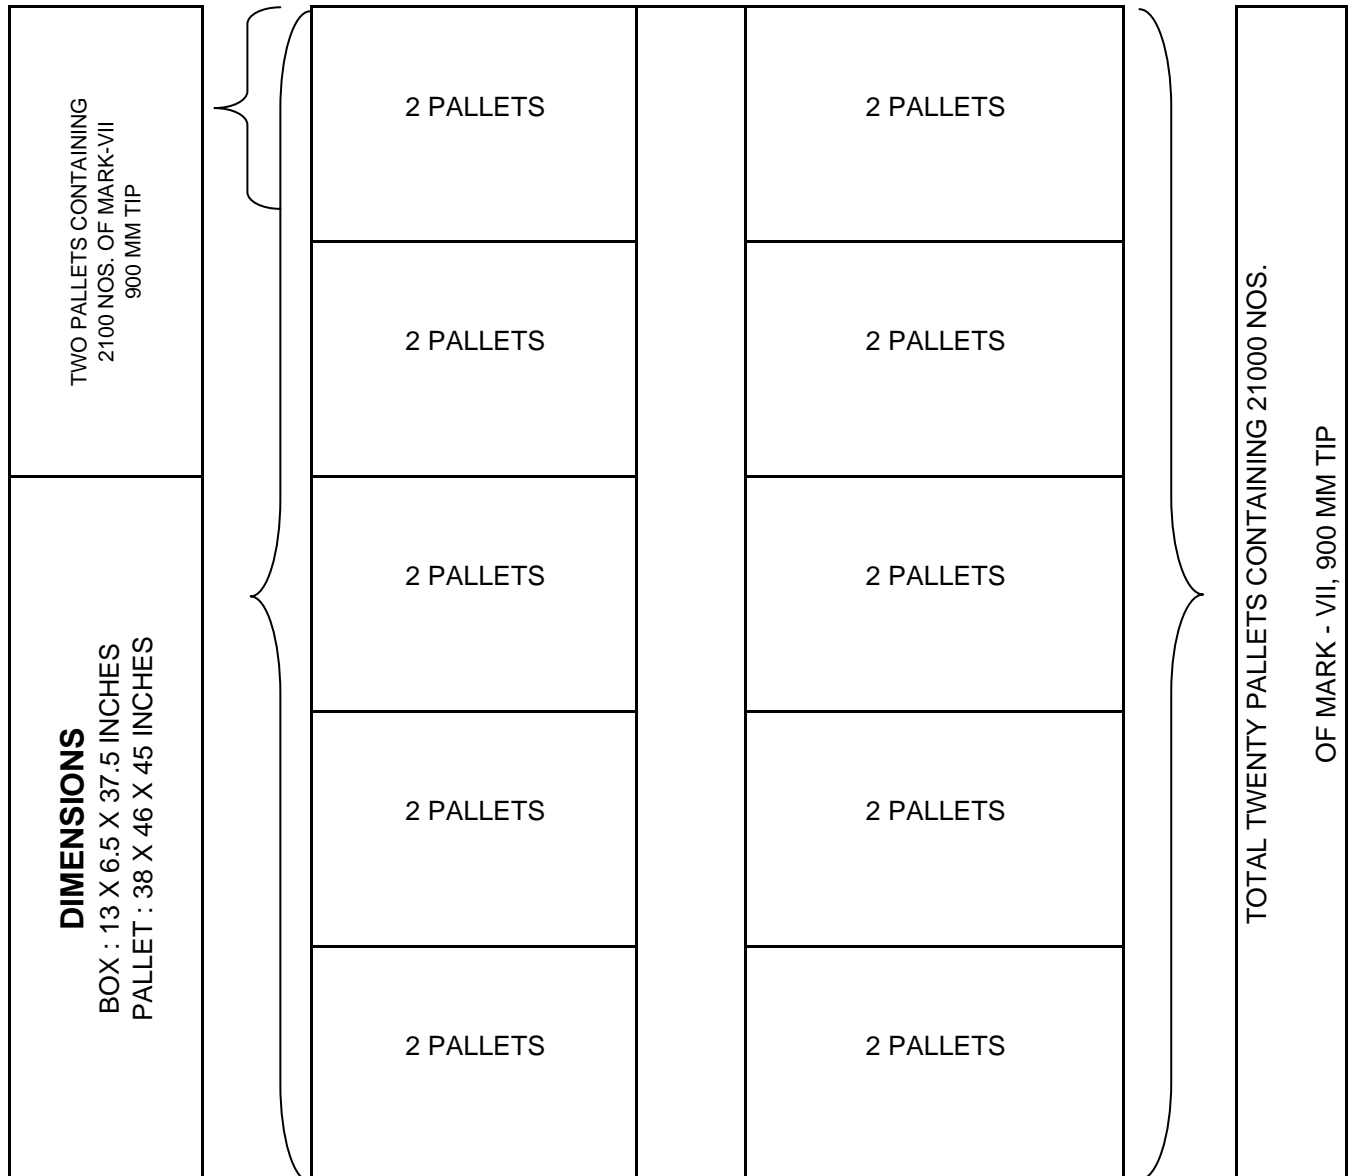 TWO PALLETS CONTAINING
2100 NOS. OF MARK-VII
900 MM TIP
DIMENSIONS
BOX : 13 X 6.5 X 37.5 INCHES
PALLET : 38 X 46 X 45 INCHES
2 PALLETS
2 PALLETS
2 PALLETS
2 PALLETS
2 PALLETS
2 PALLETS
2 PALLETS
2 PALLETS
2 PALLETS
2 PALLETS
TOTAL TWENTY PALLETS CONTAINING 21000 NOS.
OF MARK - VII, 900 MM TIP